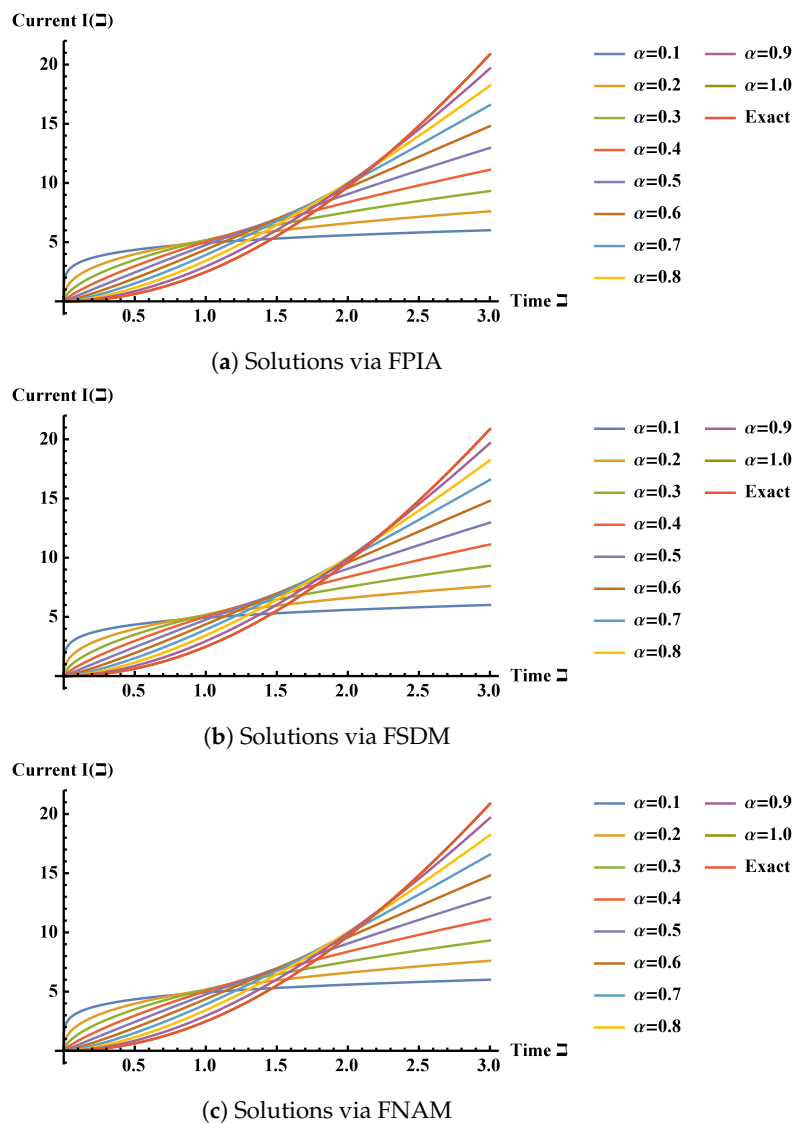 Current I(ℶ)
20
15
10
5
0.5 1.0 1.5 2.0 2.5 3.0
Time ℶ
α=0.1 α=0.9
α=0.2 α=1.0
α=0.3 Exact
α=0.4
α=0.5
α=0.6
α=0.7
α=0.8
(a) Solutions via FPIA
Current I(ℶ)
20
15
10
5
0.5 1.0 1.5 2.0 2.5 3.0
Time ℶ
α=0.1 α=0.9
α=0.2 α=1.0
α=0.3 Exact
α=0.4
α=0.5
α=0.6
α=0.7
α=0.8
(b) Solutions via FSDM
Current I(ℶ)
20
15
10
5
0.5 1.0 1.5 2.0 2.5 3.0
Time ℶ
α=0.1 α=0.9
α=0.2 α=1.0
α=0.3 Exact
α=0.4
α=0.5
α=0.6
α=0.7
α=0.8
(c) Solutions via FNAM